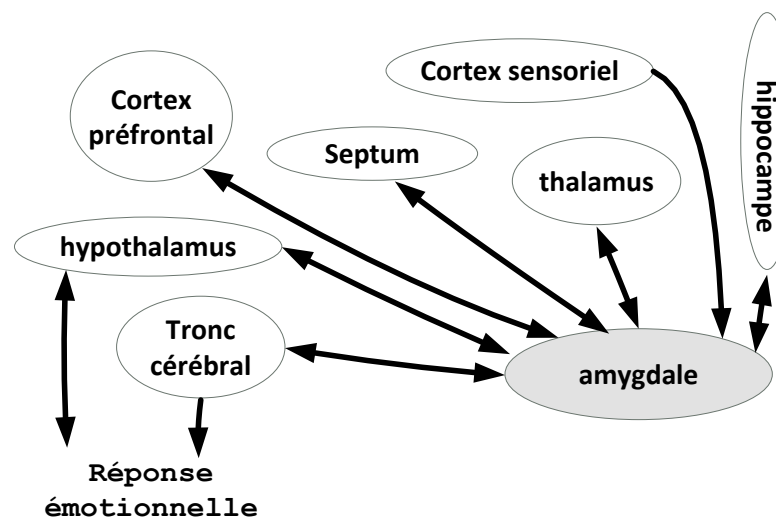 Cortex sensoriel
Cortex
préfrontal
hippocampe
Septum
thalamus
hypothalamus
Tronc
cérébral
amygdale
Réponse
émotionnelle